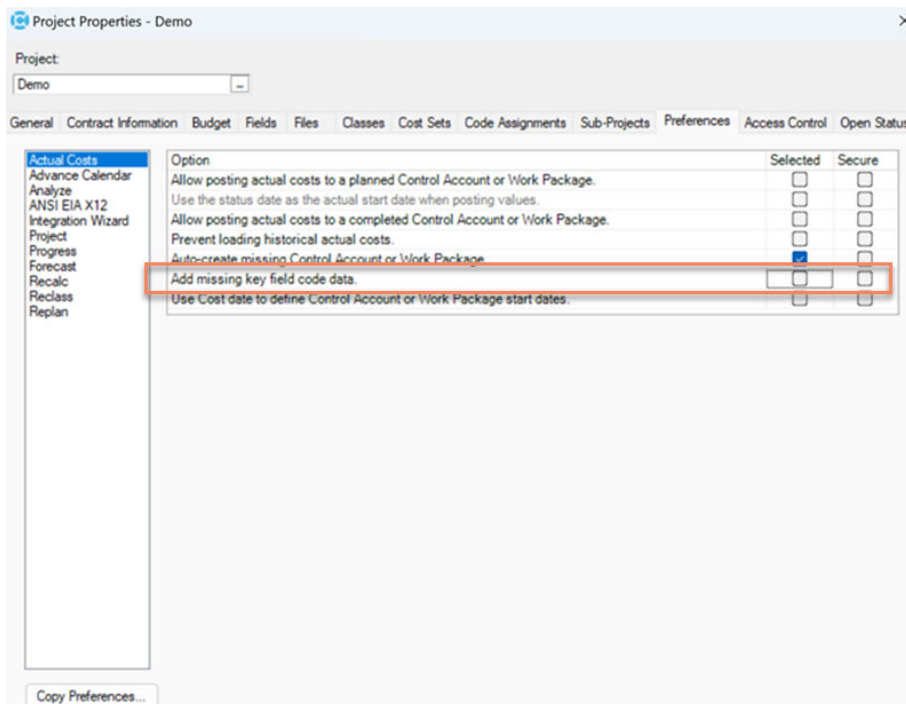 Project Properties - Demo
Project:
Demo
...
General Contract Information Budget Fields Files Classes Cost Sets Code Assignments Sub-Projects Preferences Access Control Open Status
Actual Costs
Advance Calendar
Analyze
ANSI EIA X12
Integration Wizard
Project
Progress
Forecast
Recalc
Reclass
Replan
Option Selected Secure
Allow posting actual costs to a planned Control Account or Work Package.
Use the status date as the actual start date when posting values.
Allow posting actual costs to a completed Control Account or Work Package.
Prevent loading historical actual costs.
Auto-create missing Control Account or Work Package
Add missing key field code data.
Use Cost date to define Control Account or Work Package start dates.
Copy Preferences...